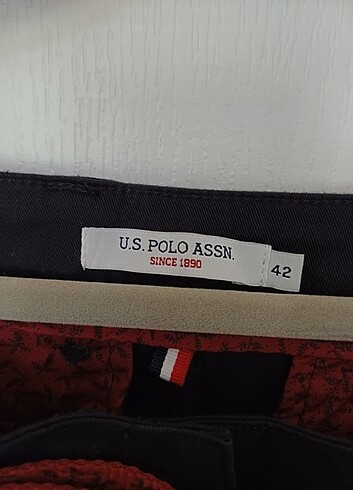 U.S. POLO ASSN.
SINCE 1890
42